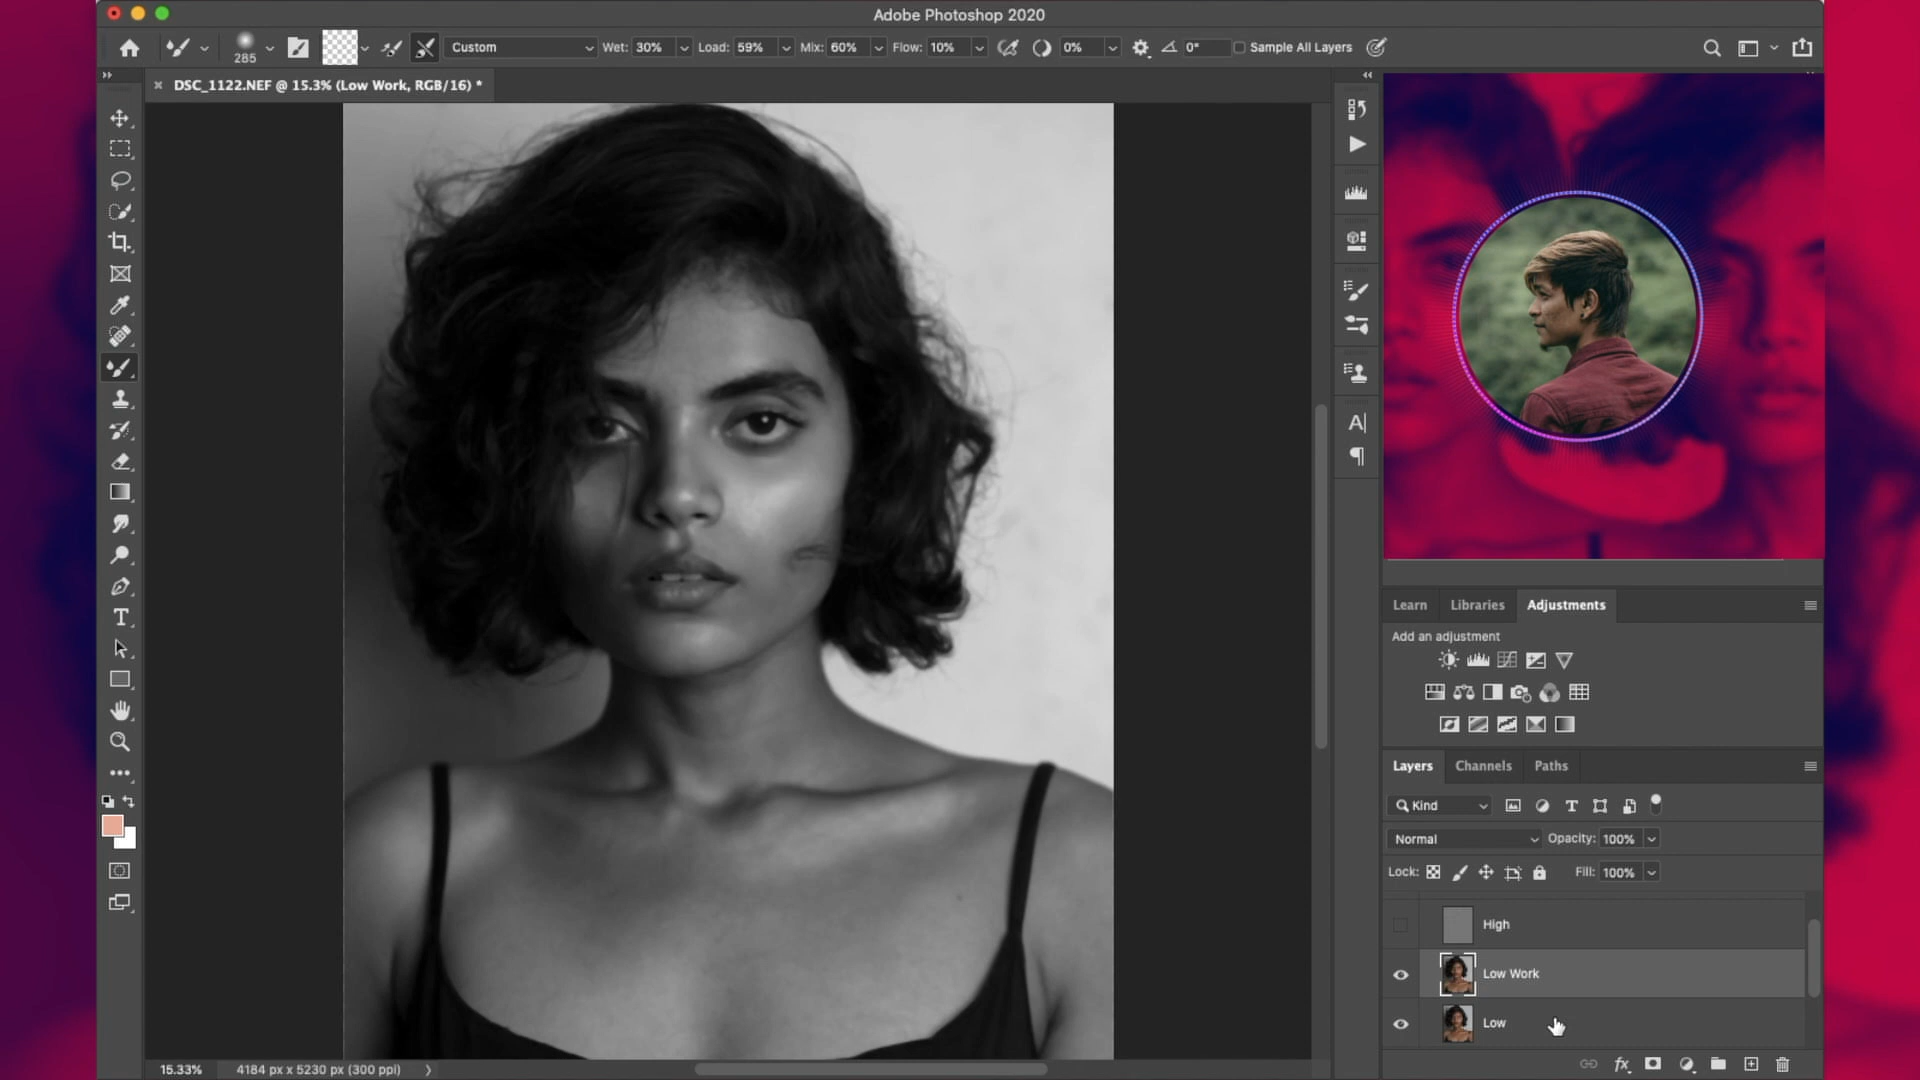 Adobe Photoshop 2020
285
Custom
Wet: 30%
Load: 59%
Mix: 60%
Flow: 10%
0%
0°
Sample All Layers
DSC_1122.NEF @ 15.3% (Low Work, RGB/16) *
Learn
Libraries
Adjustments
Add an adjustment
Layers
Channels
Paths
Kind
Normal
Opacity: 100%
Lock:
Fill: 100%
High
Low Work
Low
15.33%
4184 px x 5230 px (300 ppi)